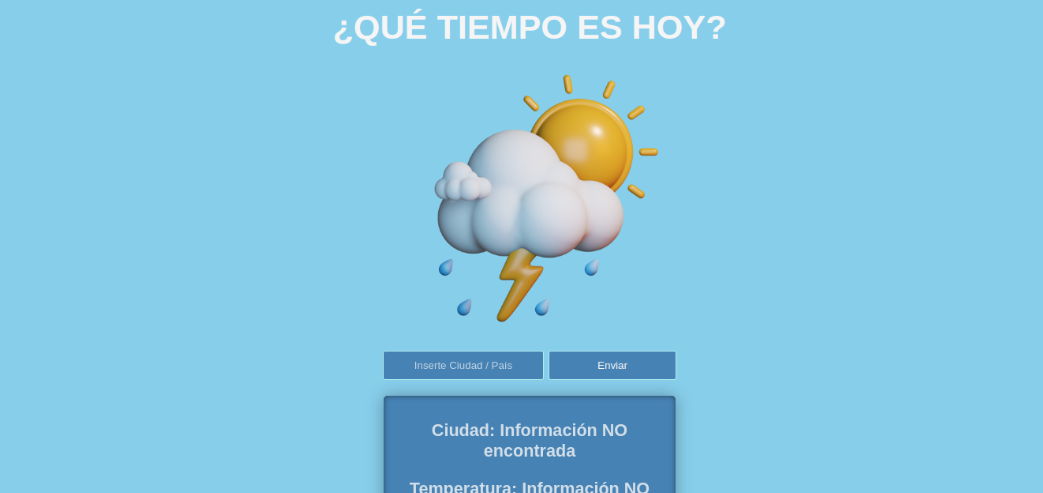 ¿QUÉ TIEMPO ES HOY?
Inserte Ciudad / País
Enviar
Ciudad: Información NO
encontrada
Temperatura: Información NO